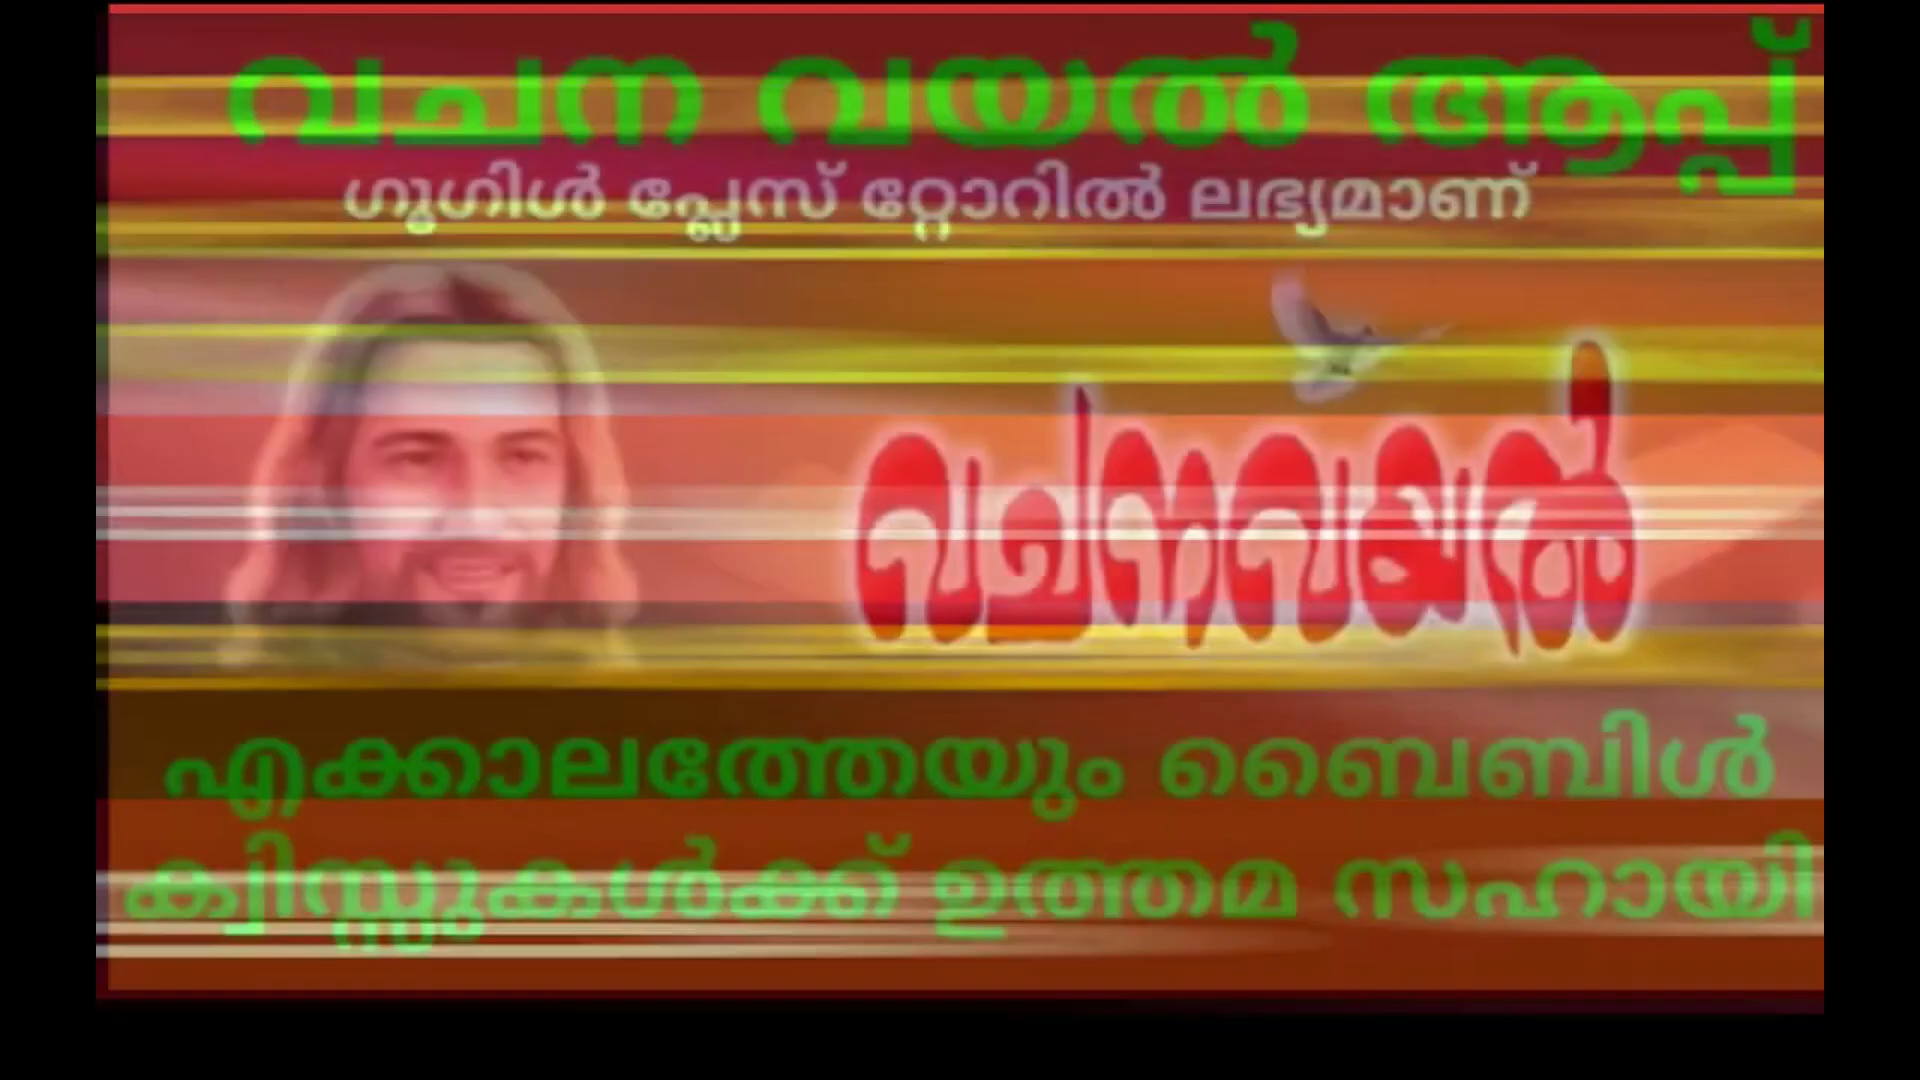 വചന വയൽ ആപ്പ്
ഗൂഗിൾ പ്ലേസ് റ്റോറിൽ ലഭ്യമാണ്
വചനവയൽ
എക്കാലത്തേയും ബൈബിൾ
ക്വിസ്സുകൾക്ക് ഉത്തമ സഹായി